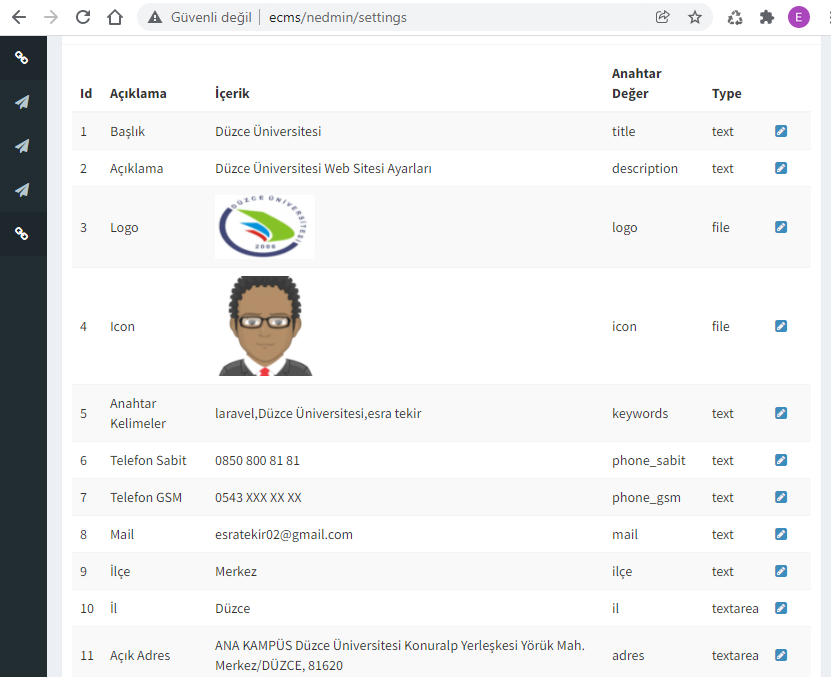 Güvenli değil | ecms/nedmin/settings
E
Id Açıklama İçerik Anahtar Değer Type
1 Başlık Düzce Üniversitesi title text
2 Açıklama Düzce Üniversitesi Web Sitesi Ayarları description text
DÜZCE ÜNİVERSİTESİ
2006
3 Logo logo file
4 Icon icon file
5 Anahtar Kelimeler laravel,Düzce Üniversitesi,esra tekir keywords text
6 Telefon Sabit 0850 800 81 81 phone_sabit text
7 Telefon GSM 0543 XXX XX XX phone_gsm text
8 Mail esratekir02@gmail.com mail text
9 İlçe Merkez ilçe text
10 İl Düzce il textarea
11 Açık Adres ANA KAMPÜS Düzce Üniversitesi Konuralp Yerleşkesi Yörük Mah.
Merkez/DÜZCE, 81620 adres textarea